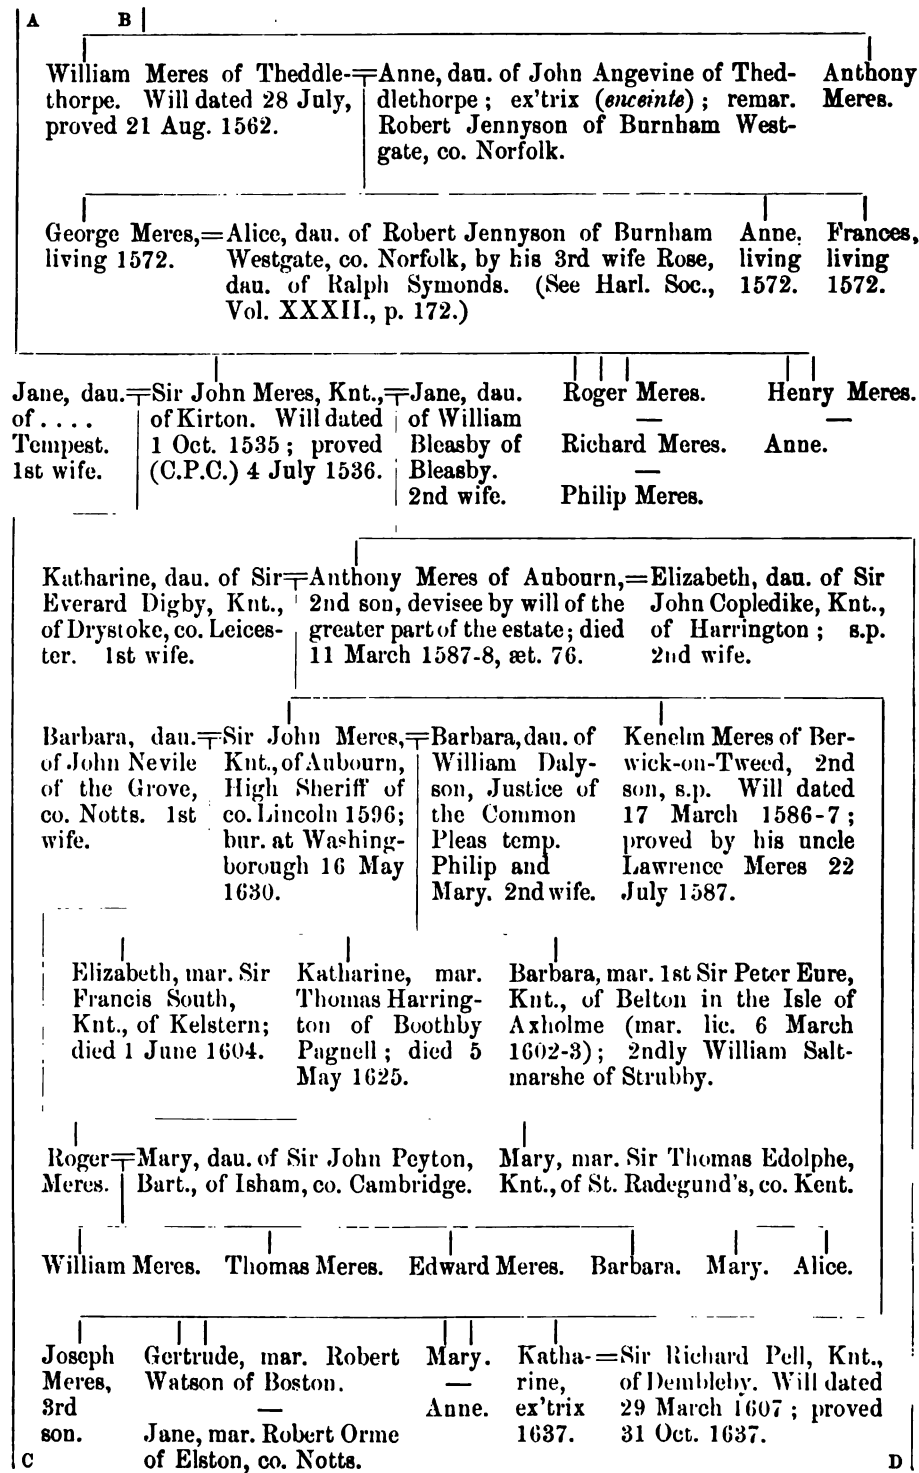 A B
William Meres of Theddle-=Anne, dau. of John Angevine of Thed- Anthony
thorpe. Will dated 28 July, dlethorpe; ex'trix (enceinte); remar. Meres.
proved 21 Aug. 1562. Robert Jennyson of Burnham West-
gate, co. Norfolk.
George Meres,=Alice, dau. of Robert Jennyson of Burnham Anne, Frances,
living 1572. Westgate, co. Norfolk, by his 3rd wife Rose, living living
dau. of Ralph Symonds. (See Harl. Soc., 1572. 1572.
Vol. XXXII., p. 172.)
Jane, dau.=Sir John Meres, Knt.,=Jane, dau. Roger Meres. Henry Meres.
of .... of Kirton. Will dated of William — —
Tempest. 1 Oct. 1535; proved Bleasby of Richard Meres. Anne.
1st wife. (C.P.C.) 4 July 1536. Bleasby. —
2nd wife. Philip Meres.
Katharine, dau. of Sir=Anthony Meres of Aubourn,=Elizabeth, dau. of Sir
Everard Digby, Knt., 2nd son, devisee by will of the John Copledike, Knt.,
of Drystoke, co. Leices- greater part of the estate; died of Harrington; s.p.
ter. 1st wife. 11 March 1587-8, æt. 76. 2nd wife.
Barbara, dau.=Sir John Meres,=Barbara, dau. of Kenelm Meres of Ber-
of John Nevile Knt., of Aubourn, William Daly- wick-on-Tweed, 2nd
of the Grove, High Sheriff of son, Justice of son, s.p. Will dated
co. Notts. 1st co. Lincoln 1596; the Common 17 March 1586-7;
wife. bur. at Washing- Pleas temp. proved by his uncle
borough 16 May Philip and Lawrence Meres 22
1630. Mary. 2nd wife. July 1587.
Elizabeth, mar. Sir Katharine, mar. Barbara, mar. 1st Sir Peter Eure,
Francis South, Thomas Harring- Knt., of Belton in the Isle of
Knt., of Kelstern; ton of Boothby Axholme (mar. lic. 6 March
died 1 June 1604. Pagnell; died 5 1602-3); 2ndly William Salt-
May 1625. marshe of Strubby.
Roger=Mary, dau. of Sir John Peyton, Mary, mar. Sir Thomas Edolphe,
Meres. Bart., of Isham, co. Cambridge. Knt., of St. Radegund's, co. Kent.
William Meres. Thomas Meres. Edward Meres. Barbara. Mary. Alice.
Joseph Gertrude, mar. Robert Mary. Katha-=Sir Richard Pell, Knt.,
Meres, Watson of Boston. — rine, of Dembleby. Will dated
3rd — Anne. ex'trix 29 March 1607; proved
son. Jane, mar. Robert Orme 1637. 31 Oct. 1637.
C of Elston, co. Notts. D